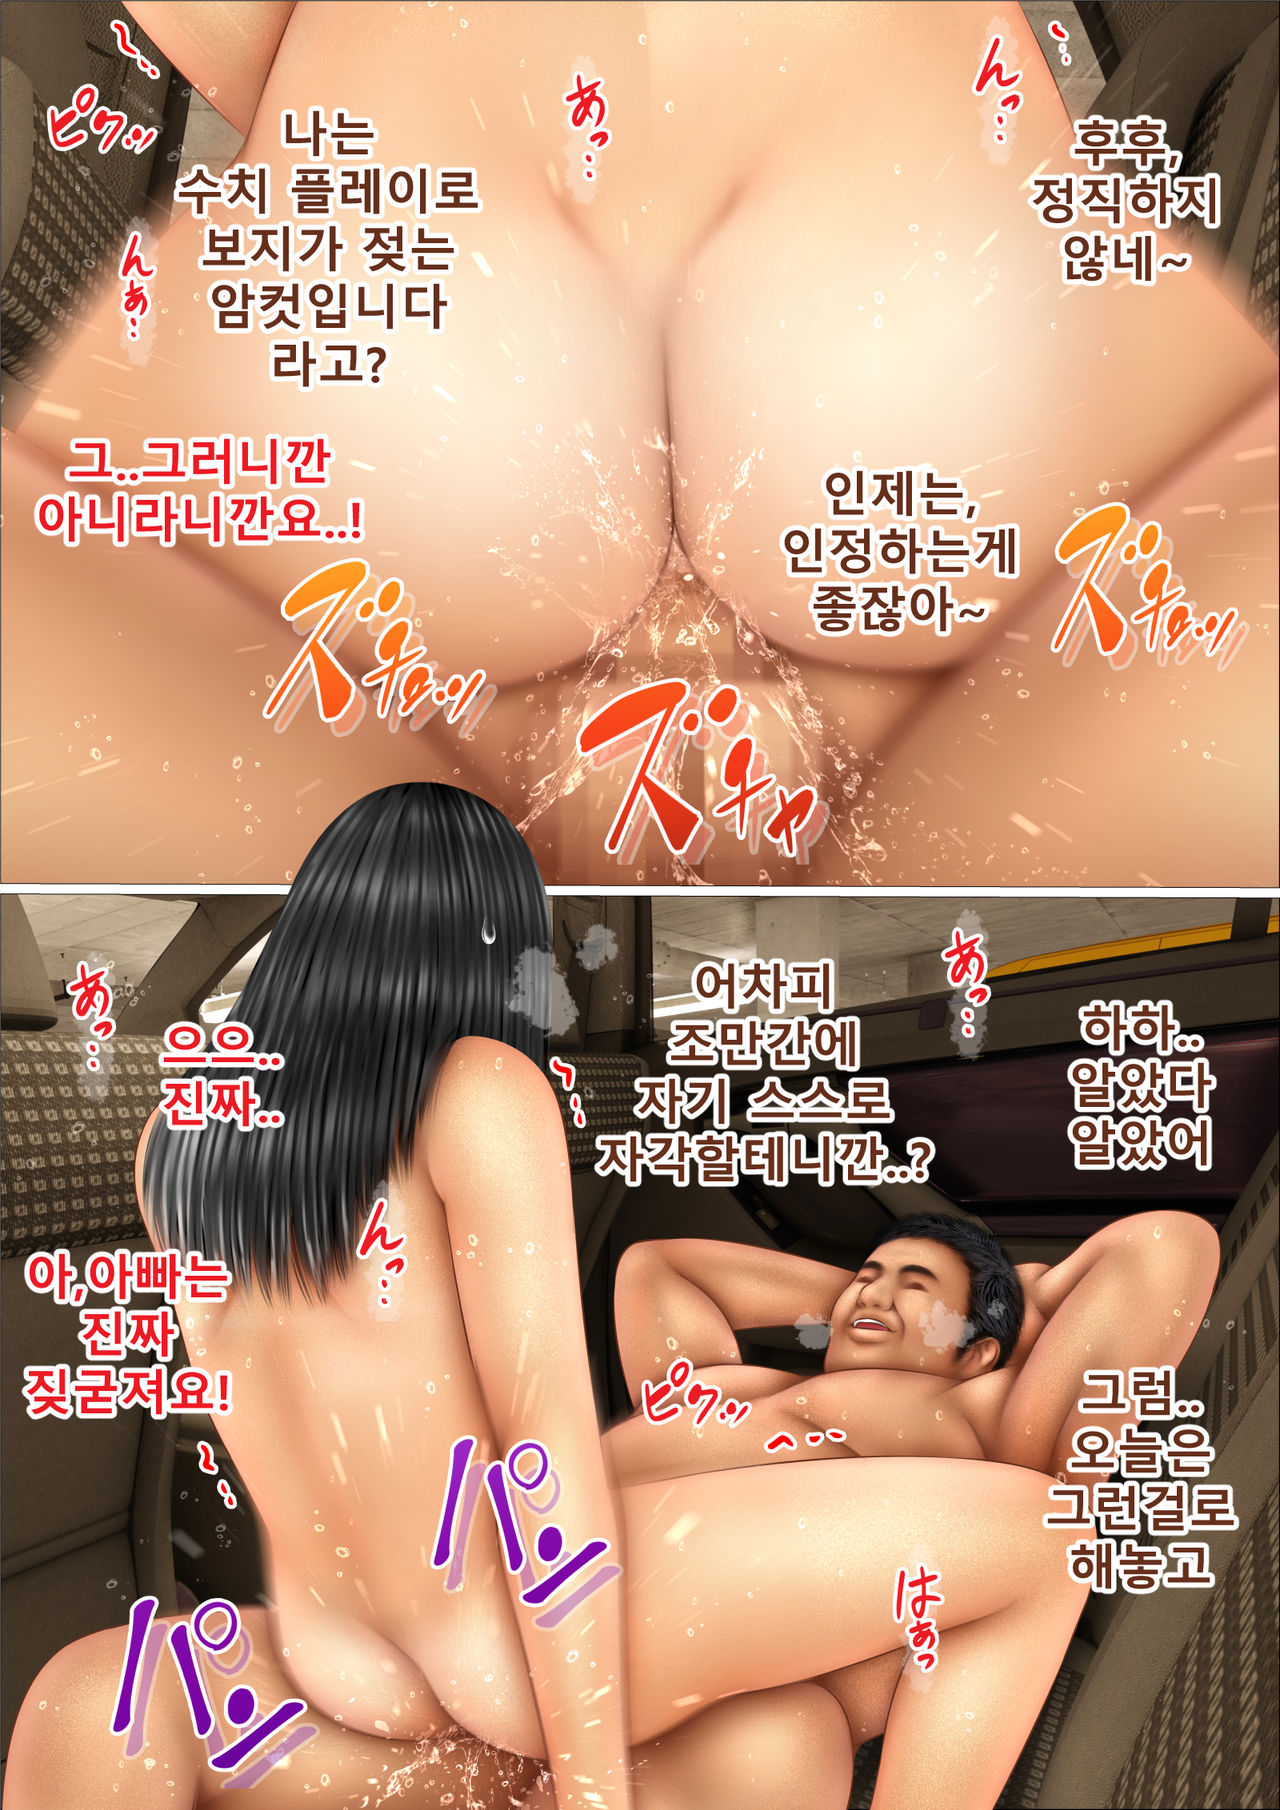 후후,
정직하지
않네~
나는
수치 플레이로
보지가 젖는
암컷입니다
라고?
그..그러니깐
아니라니깐요..!
인제는,
인정하는게
좋잖아~
ピクッ
あっ…
んっ…
んぁ…
ズチュッ
ズチュッ
ズチャ
하하..
알았다
알았어
어차피
조만간에
자기 스스로
자각할테니깐..?
으으..
진짜..
아,아빠는
진짜
짖굳져요!
그럼..
오늘은
그런걸로
해놓고
あっ…
あっ…
んっ…
ピクッ
パンッ
パンッ
はぁっ